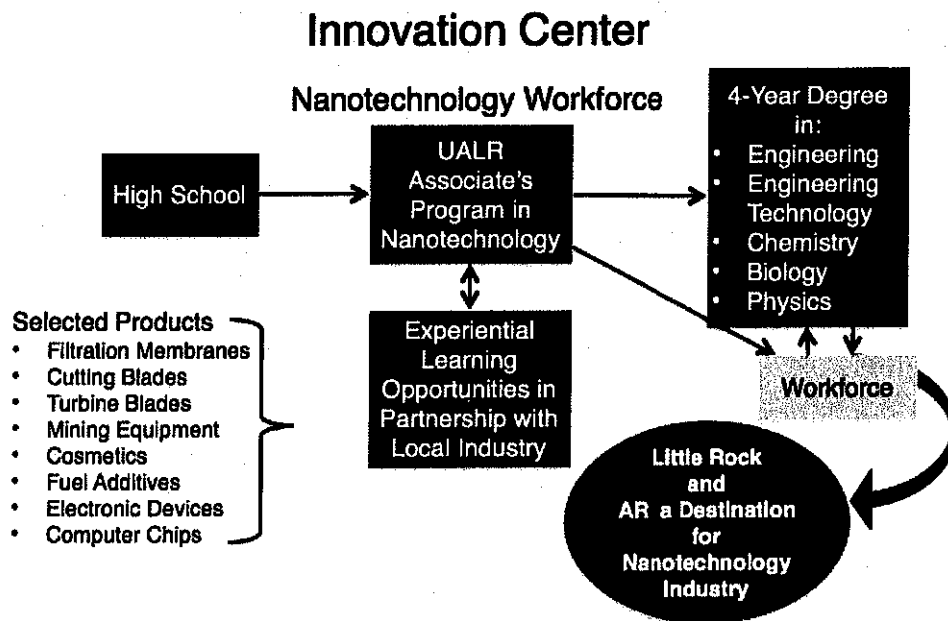 Innovation Center
Nanotechnology Workforce
High School
UALR
Associate's
Program in
Nanotechnology
4-Year Degree
in:
• Engineering
• Engineering
Technology
• Chemistry
• Biology
• Physics
Experiential
Learning
Opportunities in
Partnership with
Local Industry
Selected Products
• Filtration Membranes
• Cutting Blades
• Turbine Blades
• Mining Equipment
• Cosmetics
• Fuel Additives
• Electronic Devices
• Computer Chips
Workforce
Little Rock
and
AR a Destination
for
Nanotechnology
Industry